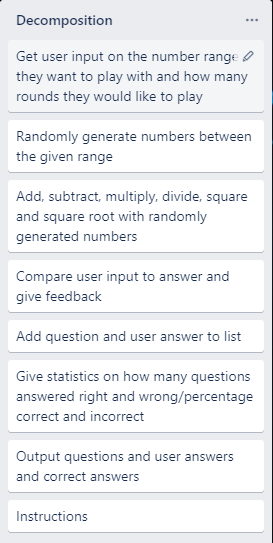 Decomposition
Get user input on the number range
they want to play with and how many
rounds they would like to play
Randomly generate numbers between
the given range
Add, subtract, multiply, divide, square
and square root with randomly
generated numbers
Compare user input to answer and
give feedback
Add question and user answer to list
Give statistics on how many questions
answered right and wrong/percentage
correct and incorrect
Output questions and user answers
and correct answers
Instructions